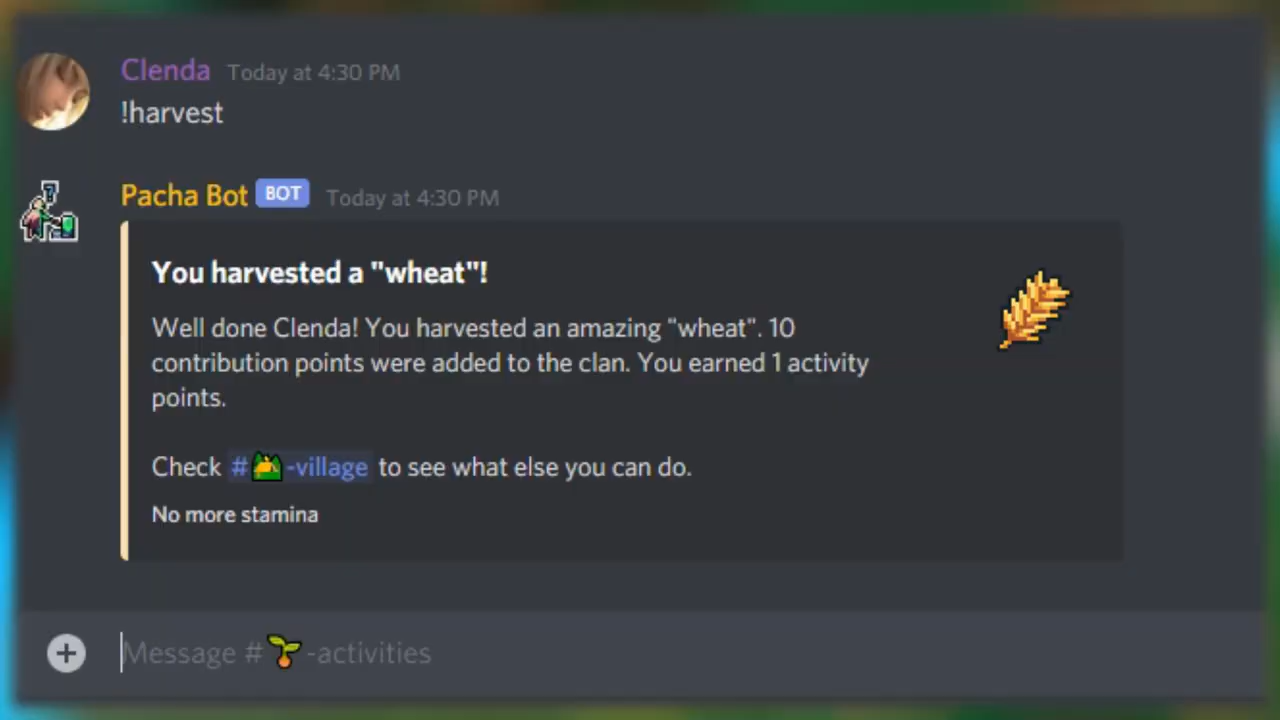 Clenda Today at 4:30 PM
!harvest
Pacha Bot BOT Today at 4:30 PM
You harvested a "wheat"!
Well done Clenda! You harvested an amazing "wheat". 10
contribution points were added to the clan. You earned 1 activity
points.
Check #🏕-village to see what else you can do.
No more stamina
Message #🌱-activities